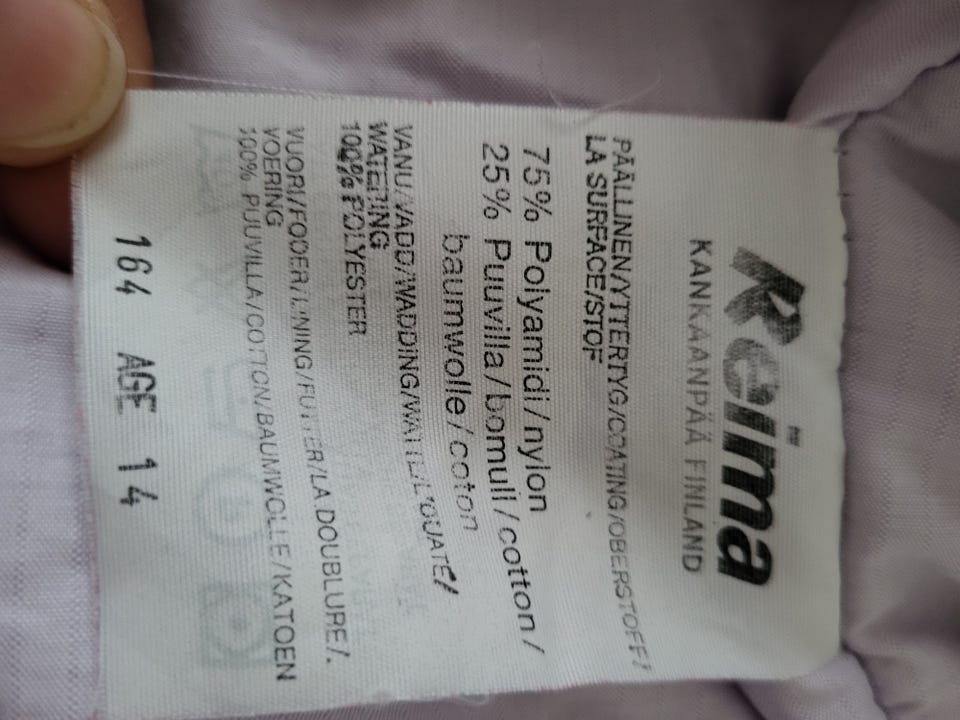 Reima
KANKAANPÄÄ FINLAND
PÄÄLLINEN/YTTERTYG/COATING/OBERSTOFF/
LA SURFACE/STOF
75% Polyamidi/nylon
25% Puuvilla/bomull/cotton/
baumwolle/coton
VANU/VADD/WADDING/WATTE/L'OUATE/
WATERING
100% POLYESTER
VUORI/FODER/LINING/FUTTER/LA DOUBLURE/.
VOERING
100% PUUVILLA/COTTON/BAUMWOLLE/KATOEN
164 AGE 14